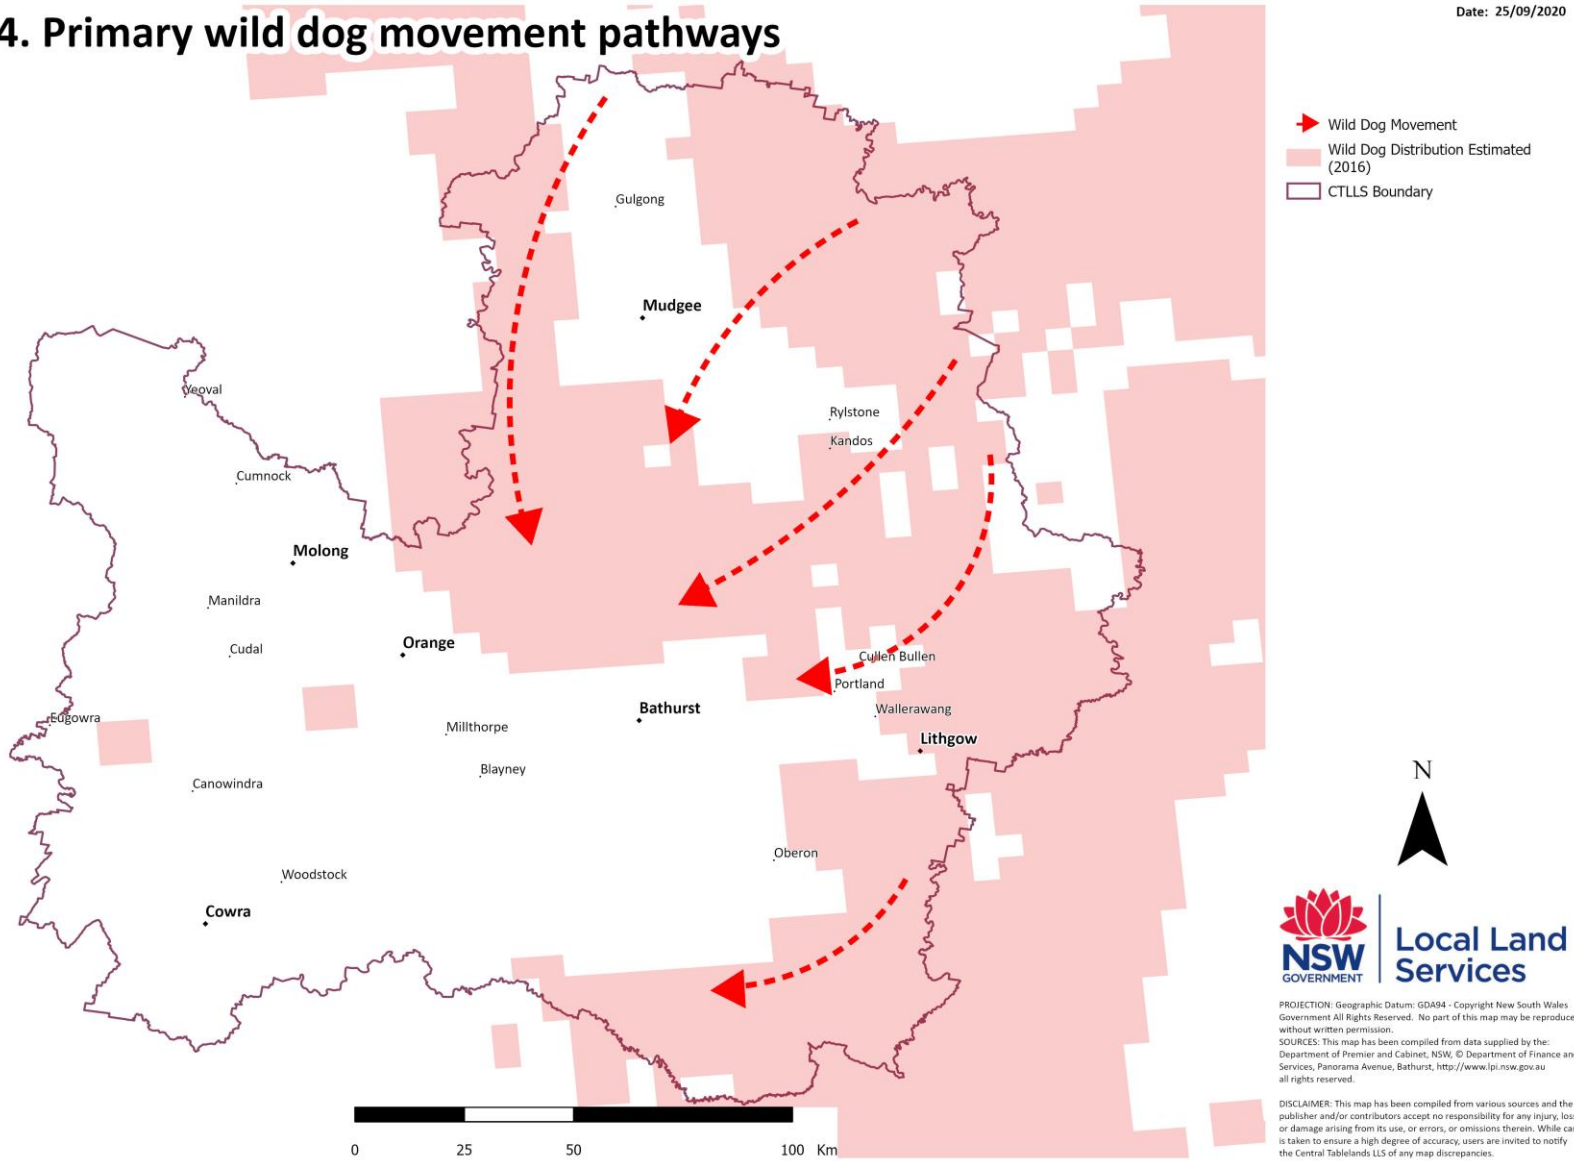 4. Primary wild dog movement pathways
Date: 25/09/2020
Wild Dog Movement
Wild Dog Distribution Estimated
(2016)
CTLLS Boundary
Gulgong
Mudgee
Yeoval
Rylstone
Kandos
Cumnock
Molong
Manildra
Orange
Cudal
Cullen Bullen
Portland
Bathurst
Wallerawang
Eugowra
Millthorpe
Lithgow
Blayney
Canowindra
Oberon
Woodstock
Cowra
N
NSW
GOVERNMENT
Local Land
Services
PROJECTION: Geographic Datum: GDA94 - Copyright New South Wales
Government All Rights Reserved. No part of this map may be reproduce
without written permission.
SOURCES: This map has been compiled from data supplied by the:
Department of Premier and Cabinet, NSW, © Department of Finance and
Services, Panorama Avenue, Bathurst, http://www.lpi.nsw.gov.au
all rights reserved.
DISCLAIMER: This map has been compiled from various sources and the
publisher and/or contributors accept no responsibility for any injury, loss
or damage arising from its use, or errors, or omissions therein. While car
is taken to ensure a high degree of accuracy, users are invited to notify
the Central Tablelands LLS of any map discrepancies.
0 25 50 100 Km